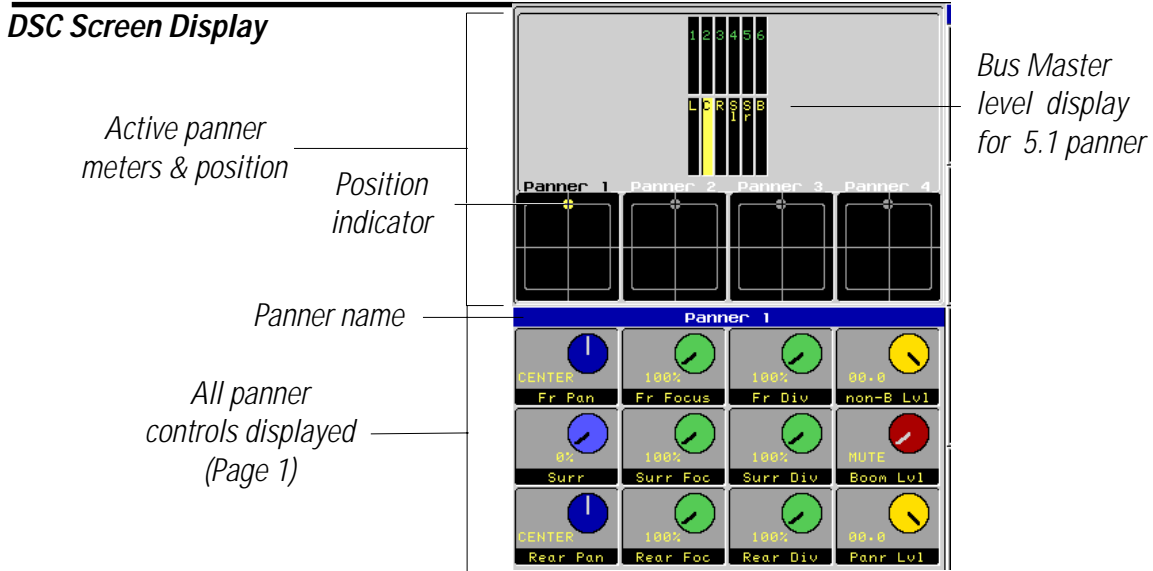 DSC Screen Display
1 2 3 4 5 6
L C R Sl Sr B
Bus Master
level display
for 5.1 panner
Active panner
meters & position
Position
indicator
Panner 1 Panner 2 Panner 3 Panner 4
Panner name
Panner 1
CENTER 100% 100% 00.0
Fr Pan Fr Focus Fr Div non-B Lvl
All panner
controls displayed
(Page 1)
0% 100% 100% MUTE
Surr Surr Foc Surr Div Boom Lvl
CENTER 100% 100% 00.0
Rear Pan Rear Foc Rear Div Panr Lvl